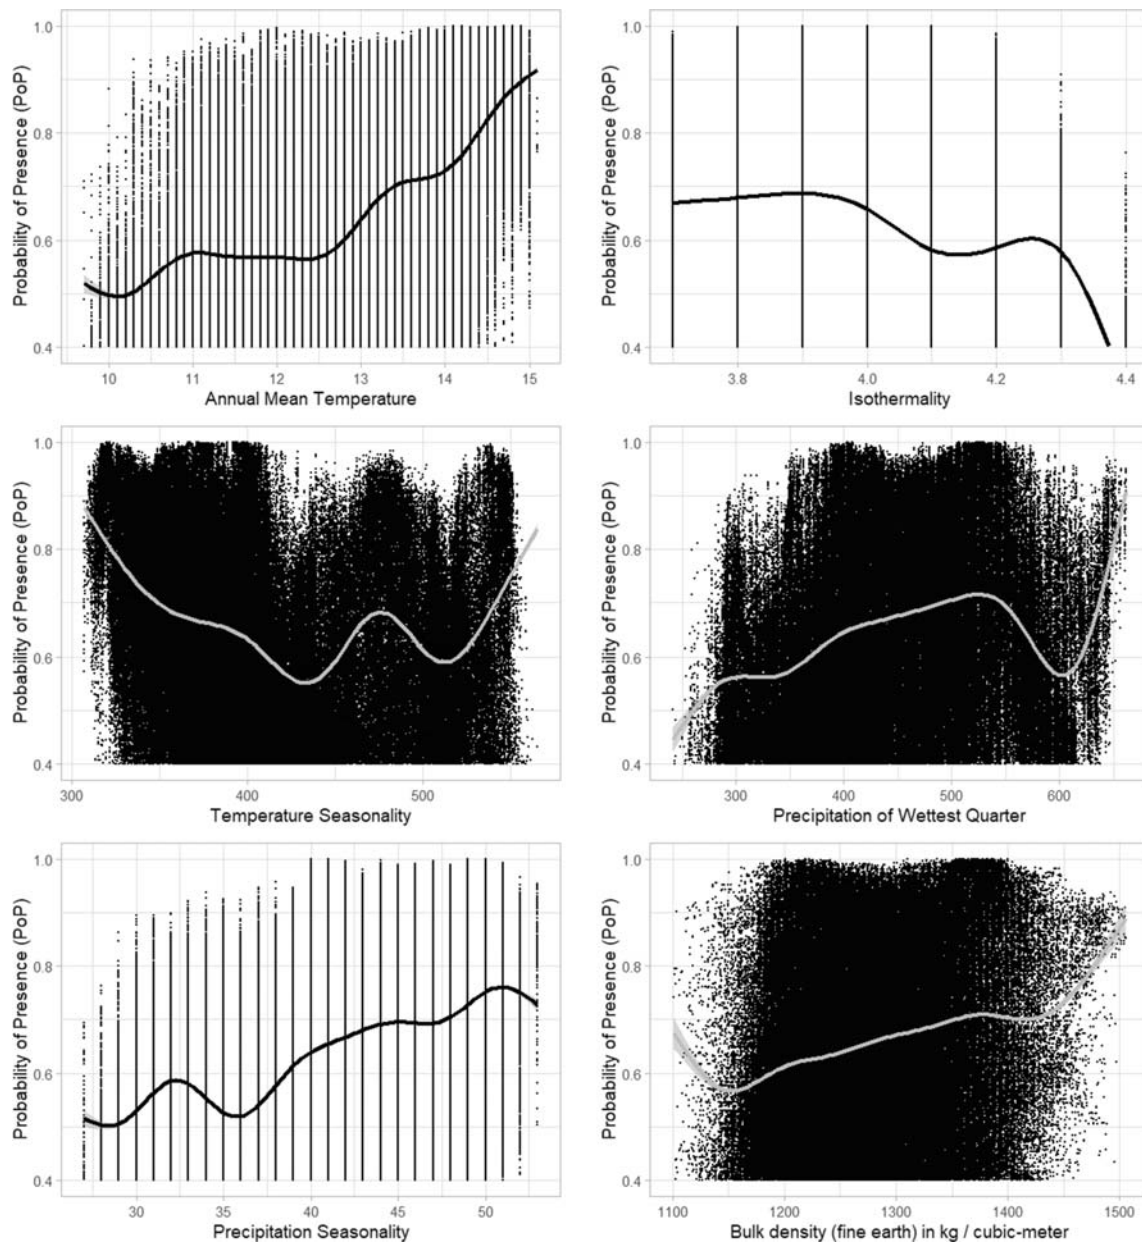 Probability of Presence (PoP)
1.0
0.8
0.6
0.4
10 11 12 13 14 15
Annual Mean Temperature
Probability of Presence (PoP)
1.0
0.8
0.6
0.4
3.8 4.0 4.2 4.4
Isothermality
Probability of Presence (PoP)
1.0
0.8
0.6
0.4
300 400 500
Temperature Seasonality
Probability of Presence (PoP)
1.0
0.8
0.6
0.4
300 400 500 600
Precipitation of Wettest Quarter
Probability of Presence (PoP)
1.0
0.8
0.6
0.4
30 35 40 45 50
Precipitation Seasonality
Probability of Presence (PoP)
1.0
0.8
0.6
0.4
1100 1200 1300 1400 1500
Bulk density (fine earth) in kg / cubic-meter